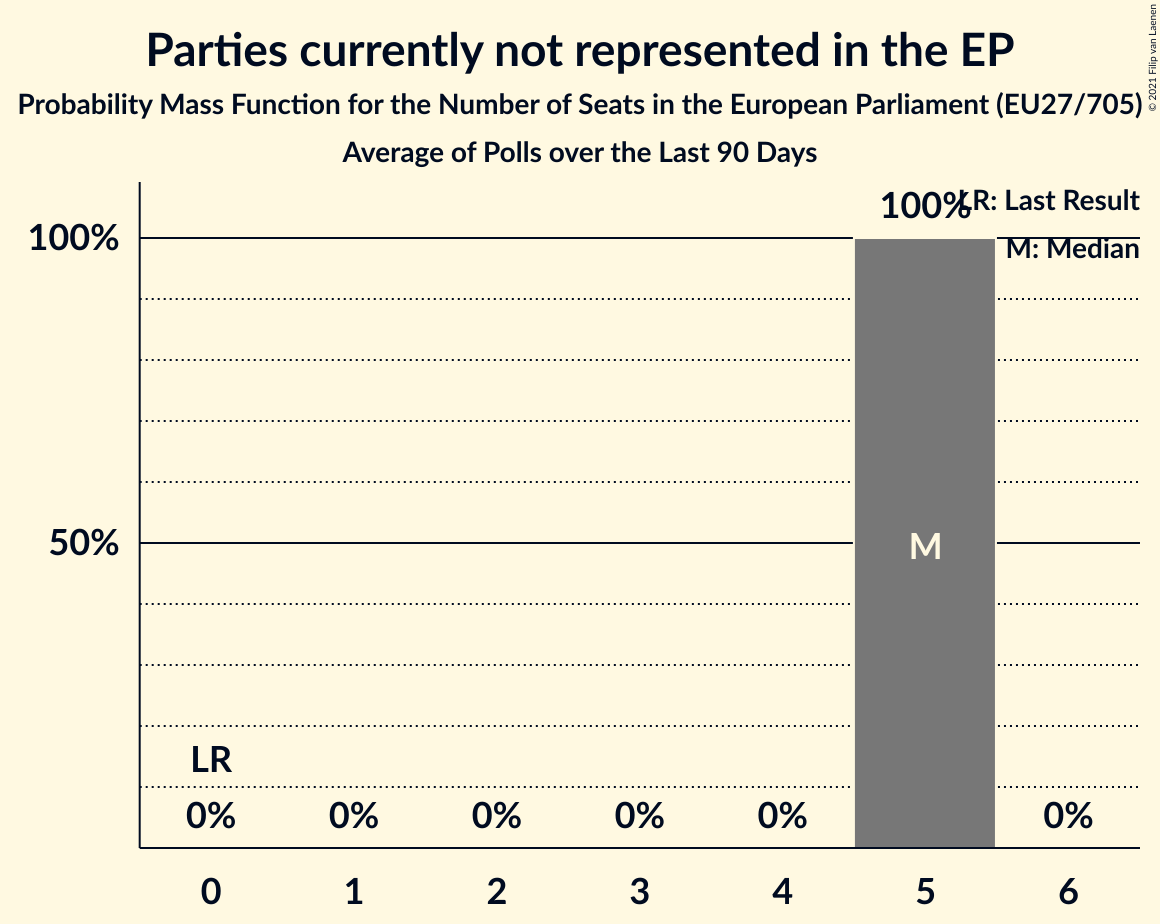 Parties currently not represented in the EP
Probability Mass Function for the Number of Seats in the European Parliament (EU27/705)
Average of Polls over the Last 90 Days
© 2021 Filip van Laenen
100%
LR: Last Result
100%
M: Median
50%
M
LR
0% 0% 0% 0% 0% 0%
0 1 2 3 4 5 6